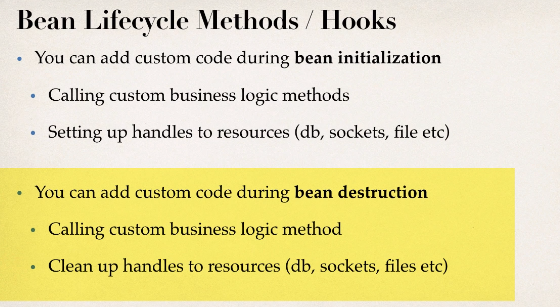 Bean Lifecycle Methods / Hooks
• You can add custom code during bean initialization
• Calling custom business logic methods
• Setting up handles to resources (db, sockets, file etc)
• You can add custom code during bean destruction
• Calling custom business logic method
• Clean up handles to resources (db, sockets, files etc)